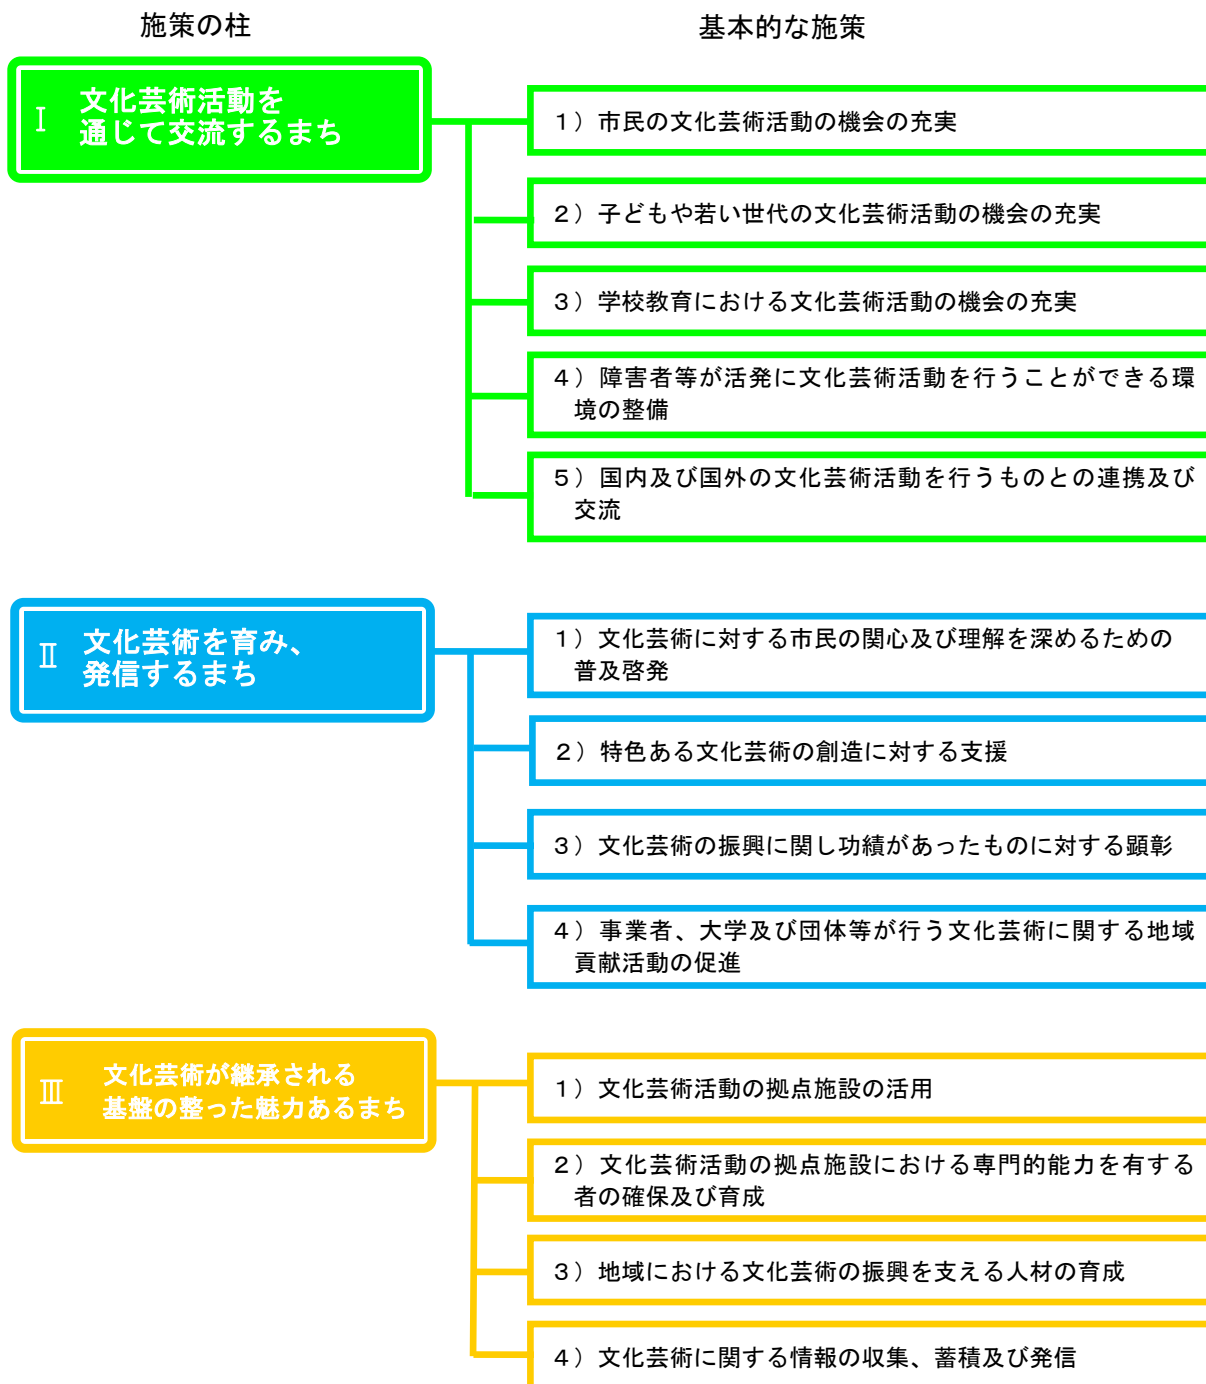 施策の柱
基本的な施策
Ⅰ 文化芸術活動を
通じて交流するまち
１）市民の文化芸術活動の機会の充実
２）子どもや若い世代の文化芸術活動の機会の充実
３）学校教育における文化芸術活動の機会の充実
４）障害者等が活発に文化芸術活動を行うことができる環
境の整備
５）国内及び国外の文化芸術活動を行うものとの連携及び
交流
Ⅱ 文化芸術を育み、
発信するまち
１）文化芸術に対する市民の関心及び理解を深めるための
普及啓発
２）特色ある文化芸術の創造に対する支援
３）文化芸術の振興に関し功績があったものに対する顕彰
４）事業者、大学及び団体等が行う文化芸術に関する地域
貢献活動の促進
Ⅲ 文化芸術が継承される
基盤の整った魅力あるまち
１）文化芸術活動の拠点施設の活用
２）文化芸術活動の拠点施設における専門的能力を有する
者の確保及び育成
３）地域における文化芸術の振興を支える人材の育成
４）文化芸術に関する情報の収集、蓄積及び発信